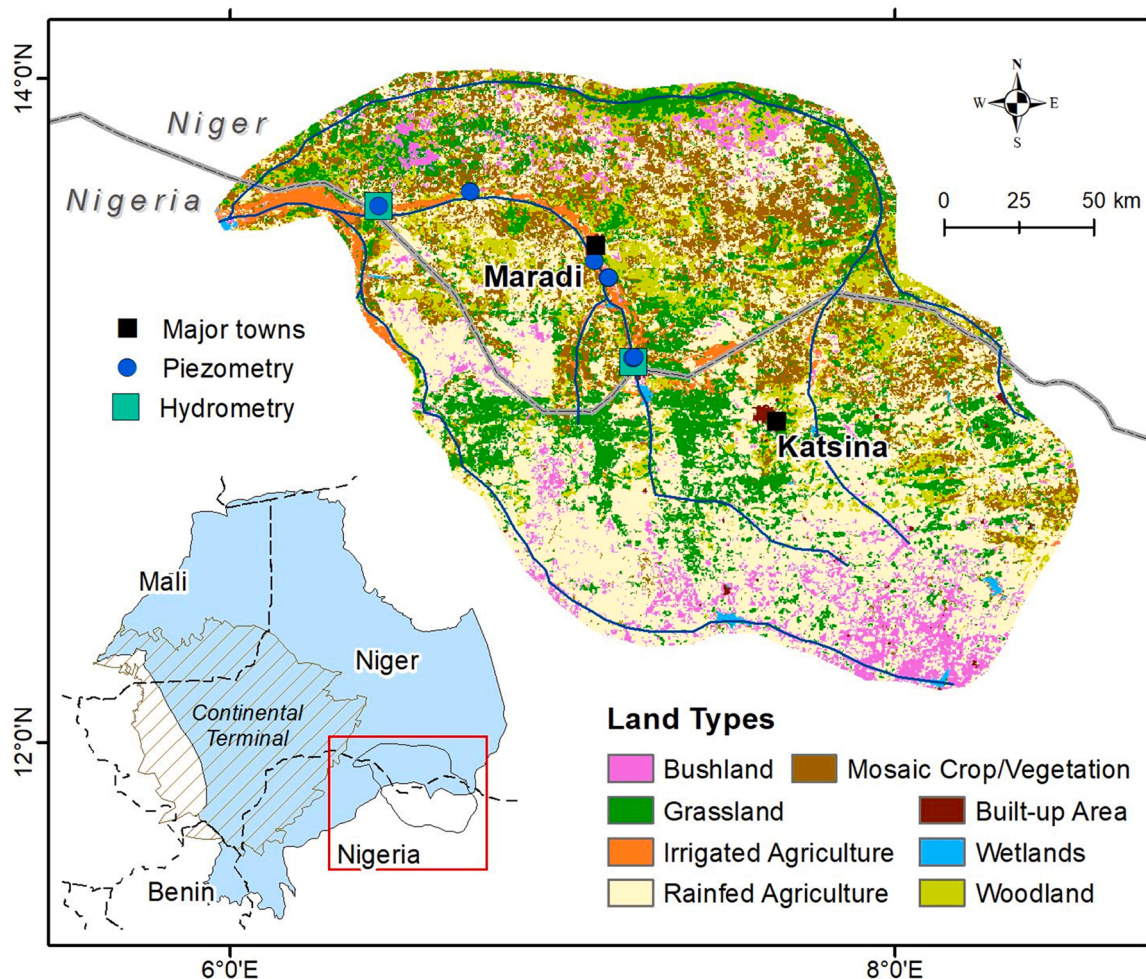 14°0'N
N
W
E
S
Niger
Nigeria
0 25 50 km
Maradi
Major towns
Piezometry
Hydrometry
Katsina
Mali
Niger
Continental
Terminal
Nigeria
Benin
12°0'N
Land Types
Bushland Mosaic Crop/Vegetation
Grassland Built-up Area
Irrigated Agriculture Wetlands
Rainfed Agriculture Woodland
6°0'E 8°0'E